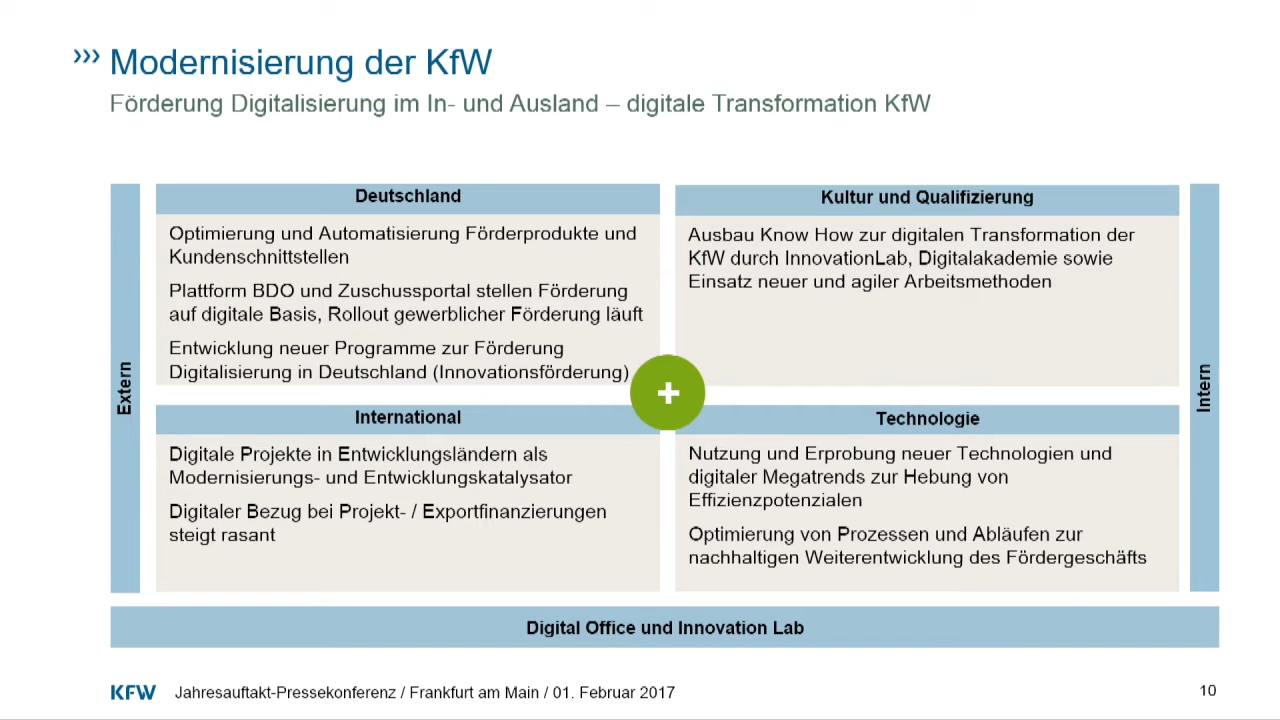 ››› Modernisierung der KfW
Förderung Digitalisierung im In- und Ausland – digitale Transformation KfW
Extern
Deutschland
Optimierung und Automatisierung Förderprodukte und
Kundenschnittstellen
Plattform BDO und Zuschussportal stellen Förderung
auf digitale Basis, Rollout gewerblicher Förderung läuft
Entwicklung neuer Programme zur Förderung
Digitalisierung in Deutschland (Innovationsförderung)
Kultur und Qualifizierung
Ausbau Know How zur digitalen Transformation der
KfW durch InnovationLab, Digitalakademie sowie
Einsatz neuer und agiler Arbeitsmethoden
+
International
Digitale Projekte in Entwicklungsländern als
Modernisierungs- und Entwicklungskatalysator
Digitaler Bezug bei Projekt- / Exportfinanzierungen
steigt rasant
Technologie
Nutzung und Erprobung neuer Technologien und
digitaler Megatrends zur Hebung von
Effizienzpotenzialen
Optimierung von Prozessen und Abläufen zur
nachhaltigen Weiterentwicklung des Fördergeschäfts
Intern
Digital Office und Innovation Lab
KFW Jahresauftakt-Pressekonferenz / Frankfurt am Main / 01. Februar 2017
10